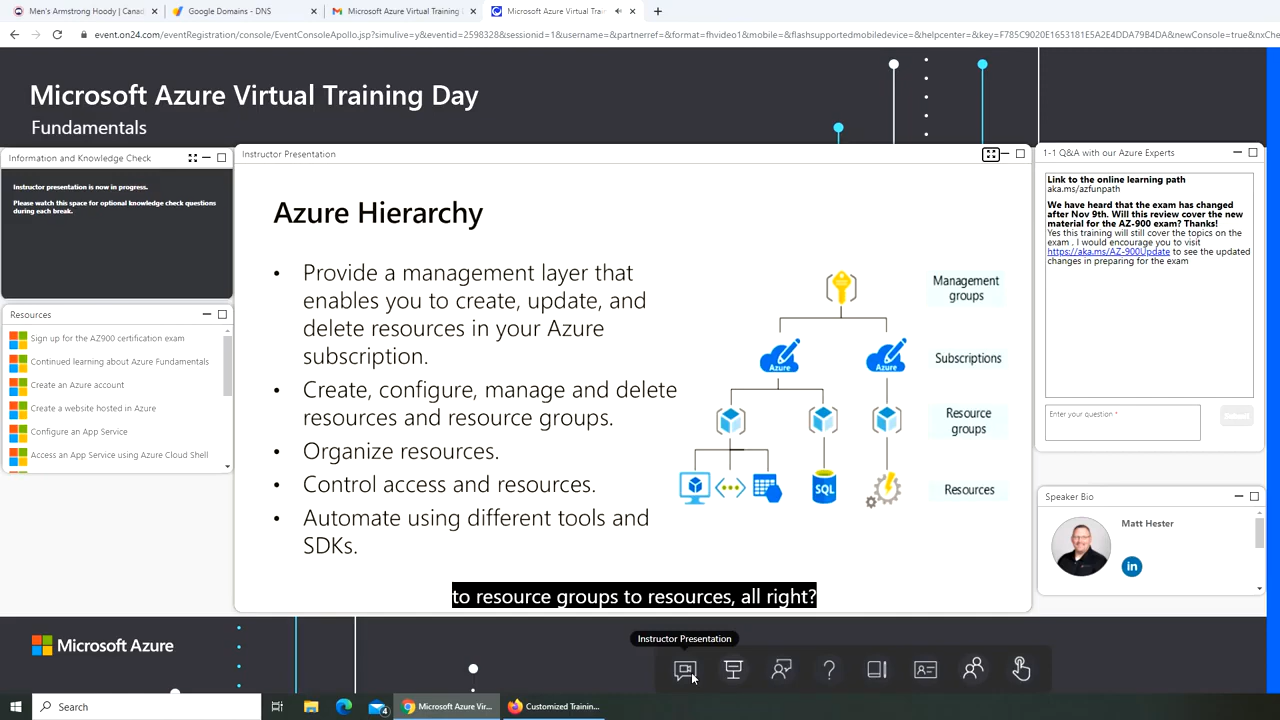 Men's Armstrong Hoody | Canad
Google Domains - DNS
Microsoft Azure Virtual Training
Microsoft Azure Virtual Train
event.on24.com/eventRegistration/console/EventConsoleApollo.jsp?simulive=y&eventid=2598328&sessionid=1&username=&partnerref=&format=fhvideo1&mobile=&flashsupportedmobiledevice=&helpcenter=&key=F785C9020E1653181E5A2E4DDA79B4DA&newConsole=true&nxChe
Microsoft Azure Virtual Training Day
Fundamentals
Information and Knowledge Check
Instructor presentation is now in progress.
Please watch this space for optional knowledge check questions
during each break.
Resources
Sign up for the AZ900 certification exam
Continued learning about Azure Fundamentals
Create an Azure account
Create a website hosted in Azure
Configure an App Service
Access an App Service using Azure Cloud Shell
Instructor Presentation
Azure Hierarchy
• Provide a management layer that
enables you to create, update, and
delete resources in your Azure
subscription.
• Create, configure, manage and delete
resources and resource groups.
• Organize resources.
• Control access and resources.
• Automate using different tools and
SDKs.
Management
groups
Azure
Azure
Subscriptions
Resource
groups
SQL
Resources
to resource groups to resources, all right?
1-1 Q&A with our Azure Experts
Link to the online learning path
aka.ms/azfunpath
We have heard that the exam has changed
after Nov 9th. Will this review cover the new
material for the AZ-900 exam? Thanks!
Yes this training will still cover the topics on the
exam , I would encourage you to visit
https://aka.ms/AZ-900Update to see the updated
changes in preparing for the exam
Enter your question *
Submit
Speaker Bio
Matt Hester
in
Microsoft Azure
Instructor Presentation
Search
Microsoft Azure Vir...
Customized Trainin...